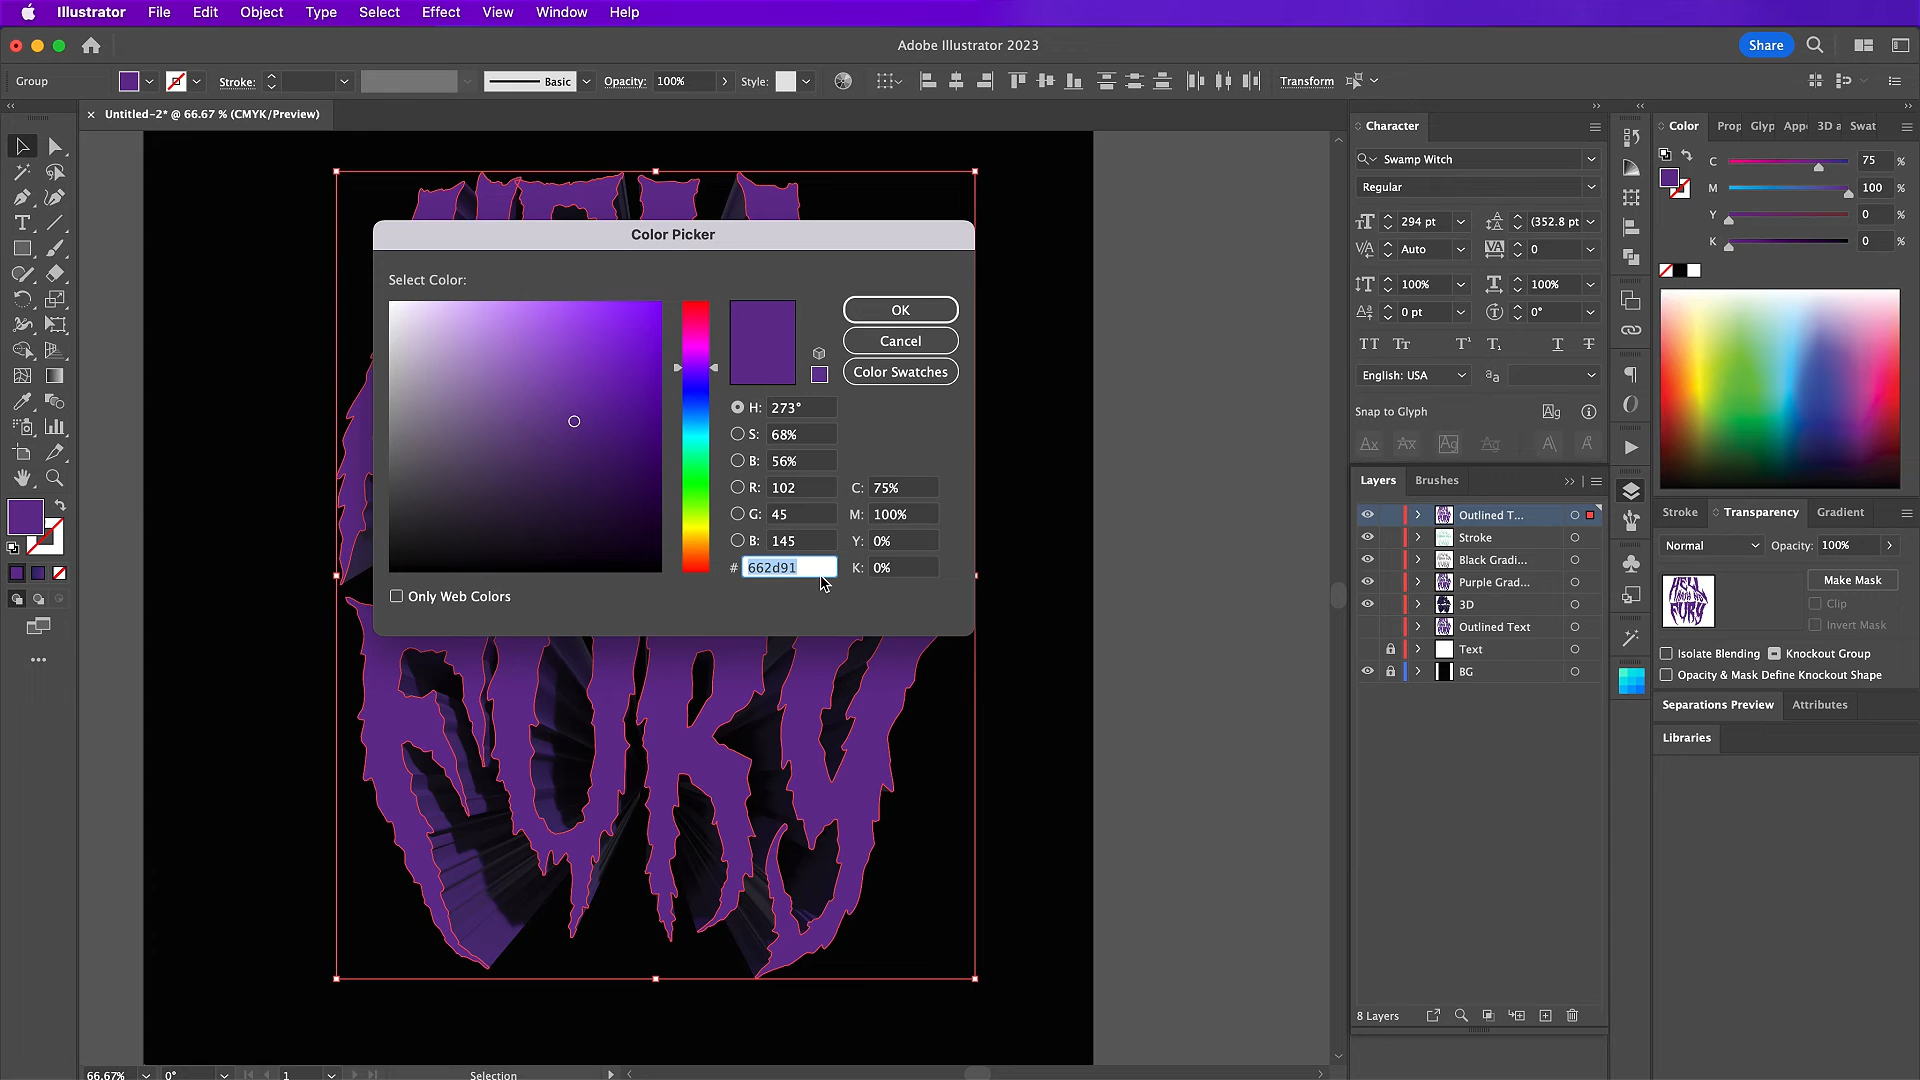 Illustrator File Edit Object Type Select Effect View Window Help
Adobe Illustrator 2023
Share
Group
Stroke:
Basic
Opacity: 100%
Style:
Transform
Untitled-2* @ 66.67 % (CMYK/Preview)
Color Picker
Select Color:
OK
Cancel
Color Swatches
H: 273°
S: 68%
B: 56%
R: 102
C: 75%
G: 45
M: 100%
B: 145
Y: 0%
# 662d91
K: 0%
Only Web Colors
Character
Swamp Witch
Regular
294 pt
(352.8 pt
Auto
0
100%
100%
0 pt
0°
English: USA
Snap to Glyph
Layers Brushes
Outlined T...
Stroke
Black Gradi...
Purple Grad...
3D
Outlined Text
Text
BG
8 Layers
Color Prop Glyp Appe 3D a Swat
C 75 %
M 100 %
Y 0 %
K 0 %
Stroke Transparency Gradient
Normal
Opacity: 100%
HELL
FURY
Make Mask
Clip
Invert Mask
Isolate Blending Knockout Group
Opacity & Mask Define Knockout Shape
Separations Preview Attributes
Libraries
66.67% 0° 1 Selection